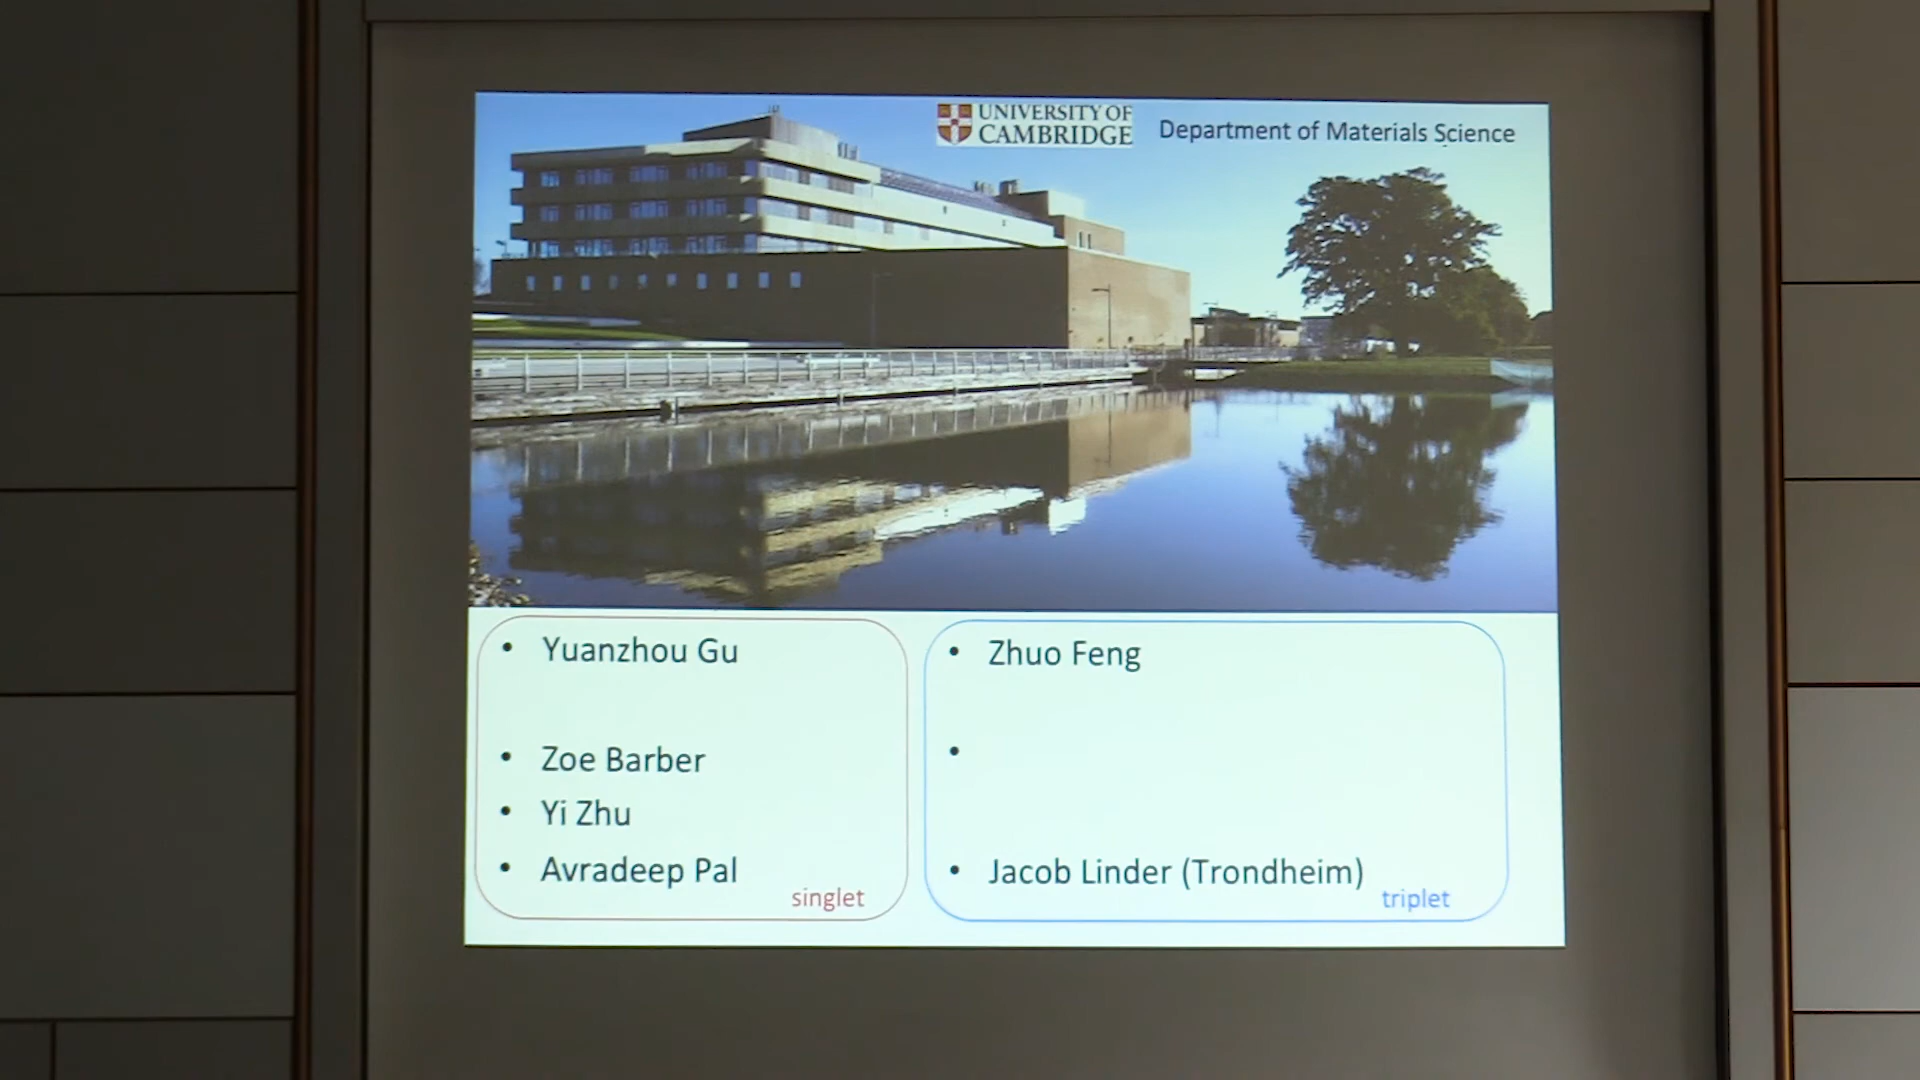 UNIVERSITY OF
CAMBRIDGE
Department of Materials Science
• Yuanzhou Gu
• Zoe Barber
• Yi Zhu
• Avradeep Pal
singlet
• Zhuo Feng
•
• Jacob Linder (Trondheim)
triplet